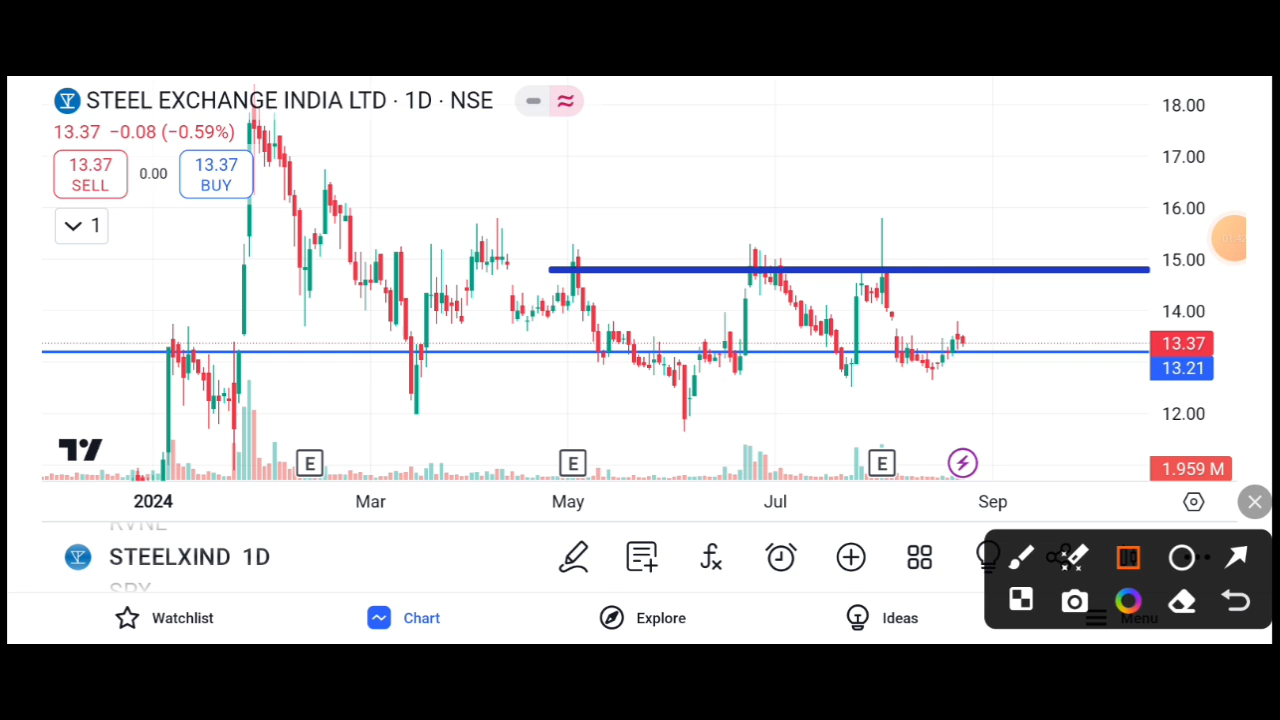 STEEL EXCHANGE INDIA LTD · 1D · NSE
13.37 −0.08 (−0.59%)
13.37 SELL
0.00
13.37 BUY
1
18.00
17.00
16.00
15.00
14.00
13.37
13.21
12.00
1.959 M
E
E
E
2024 Mar May Jul Sep
RVNL
STEELXIND 1D
SPY
Watchlist
Chart
Explore
Ideas
Menu